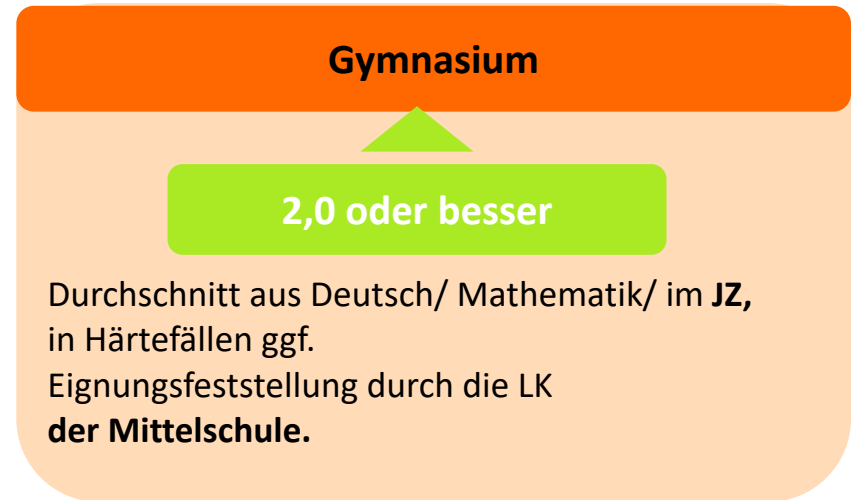 Gymnasium
2,0 oder besser
Durchschnitt aus Deutsch/ Mathematik/ im JZ,
in Härtefällen ggf.
Eignungsfeststellung durch die LK
der Mittelschule.